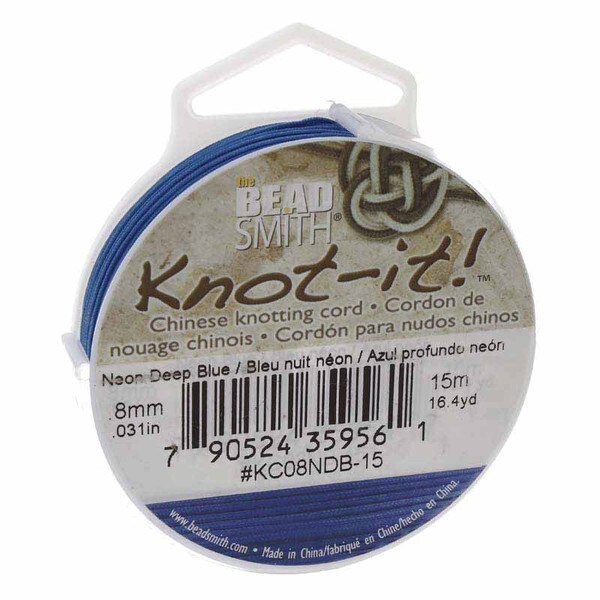 the
BEAD
SMITH®
Knot-it!™
Chinese knotting cord • Cordon de
nouage chinois • Cordón para nudos chinos
Neon Deep Blue / Bleu nuit néon / Azul profundo neón
.8mm
.031in
15m
16.4yd
7 90524 35956 1
#KC08NDB-15
www.beadsmith.com • Made in China/fabriqué en Chine/hecho en China.